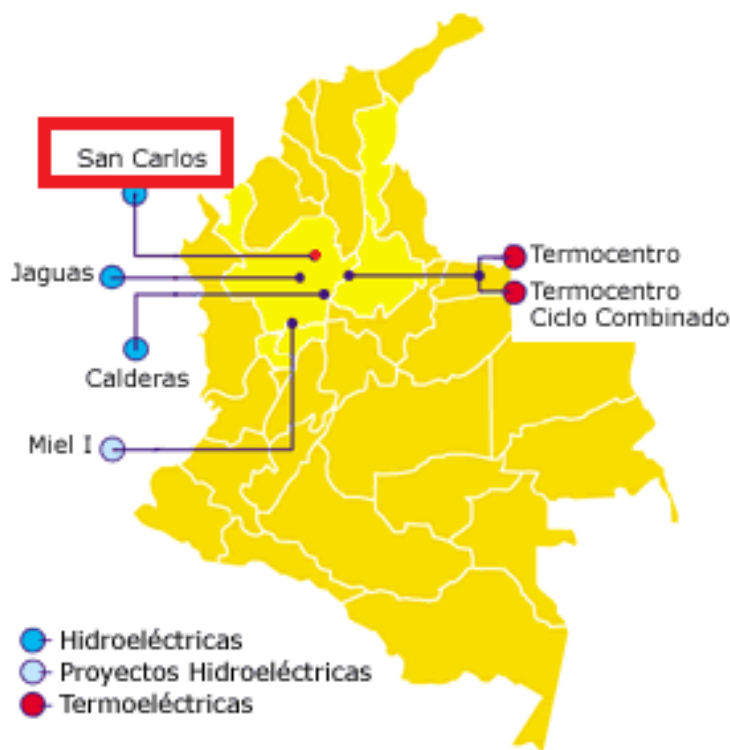 San Carlos
Jaguas
Calderas
Miel I
Termocentro
Termocentro
Ciclo Combinado
Hidroeléctricas
Proyectos Hidroeléctricas
Termoeléctricas